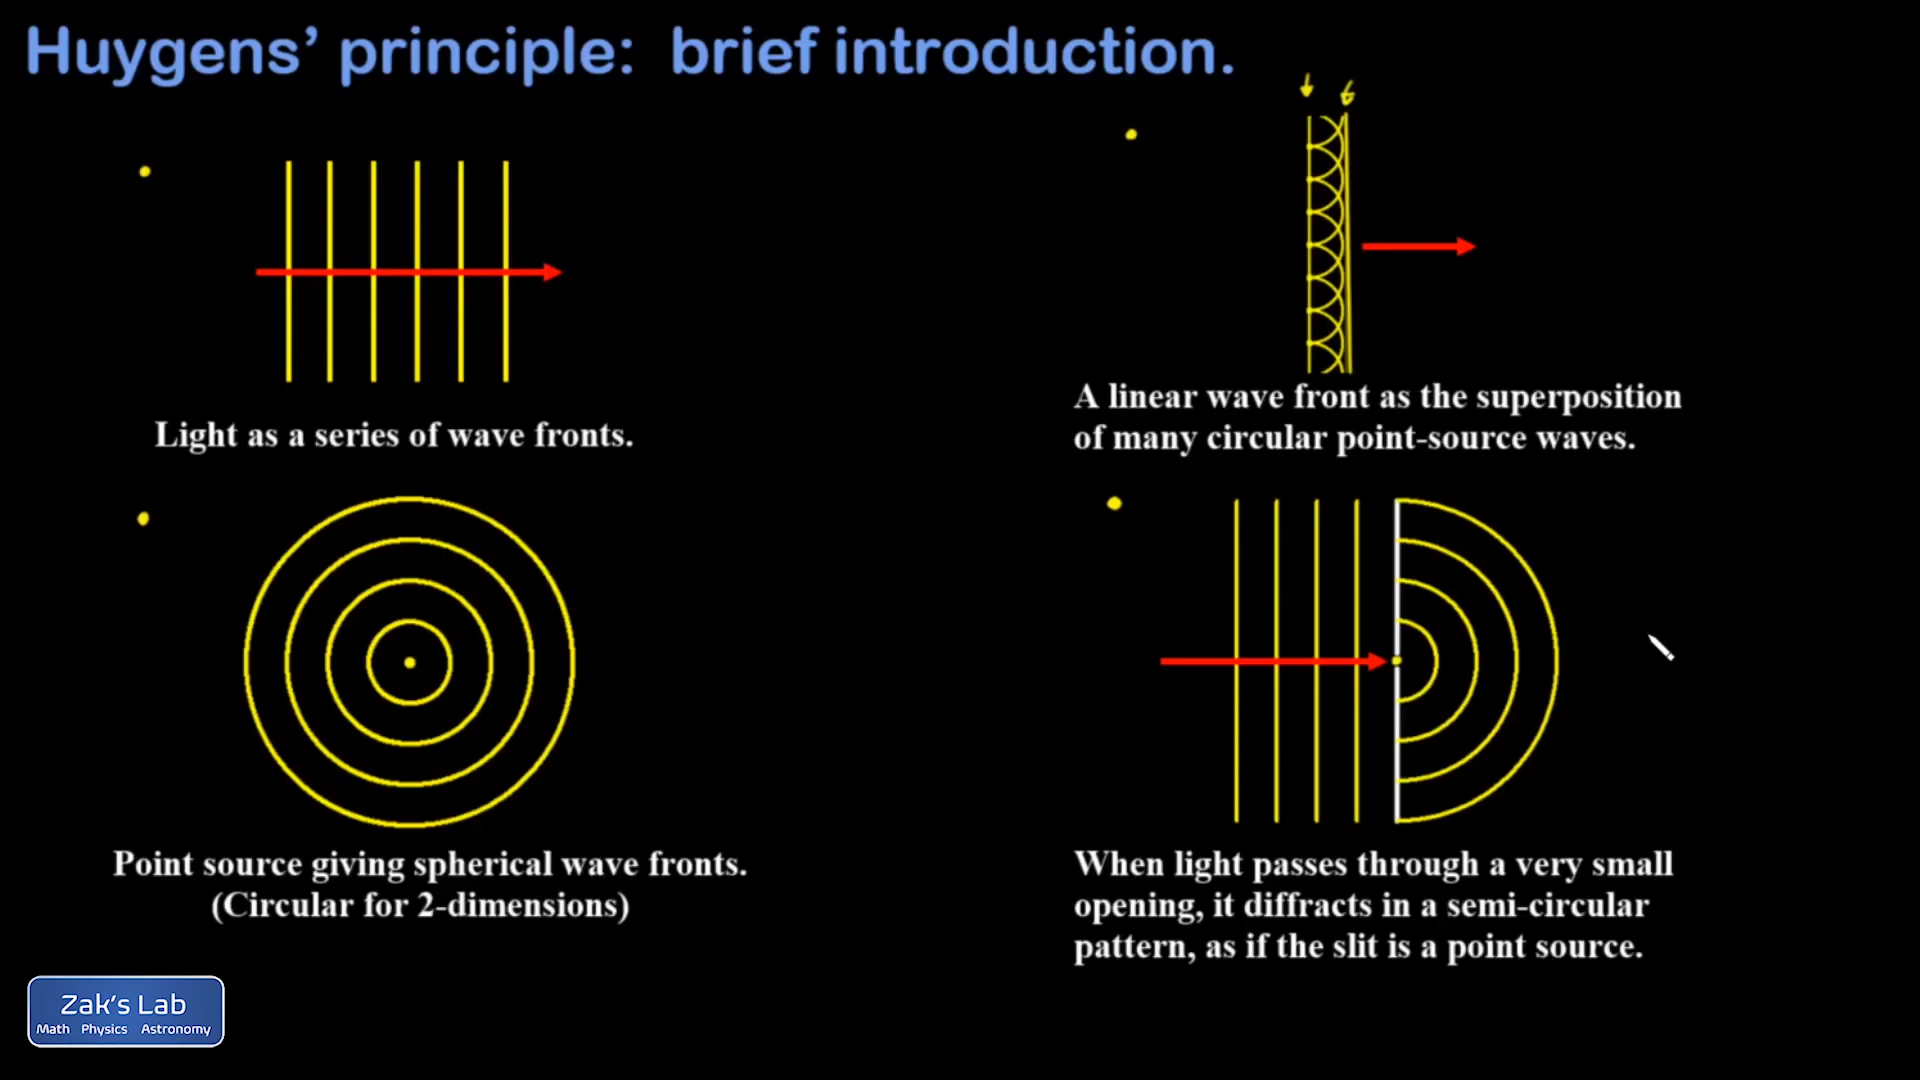 Huygens’ principle:  brief introduction.
Light as a series of wave fronts.
A linear wave front as the superposition
of many circular point-source waves.
Point source giving spherical wave fronts.
(Circular for 2-dimensions)
When light passes through a very small
opening, it diffracts in a semi-circular
pattern, as if the slit is a point source.
Zak's Lab
Math Physics Astronomy